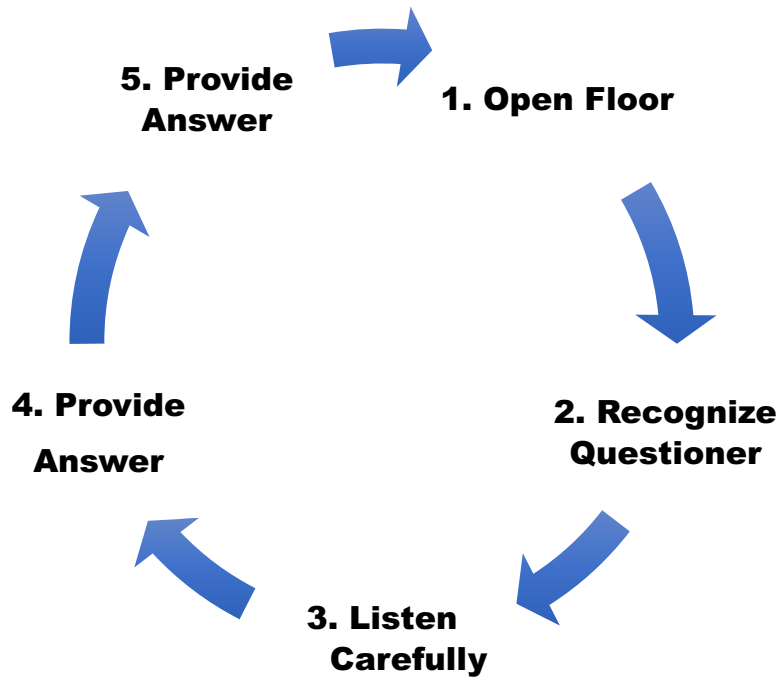 1. Open Floor
2. Recognize
Questioner
3. Listen
Carefully
4. Provide
Answer
5. Provide
Answer